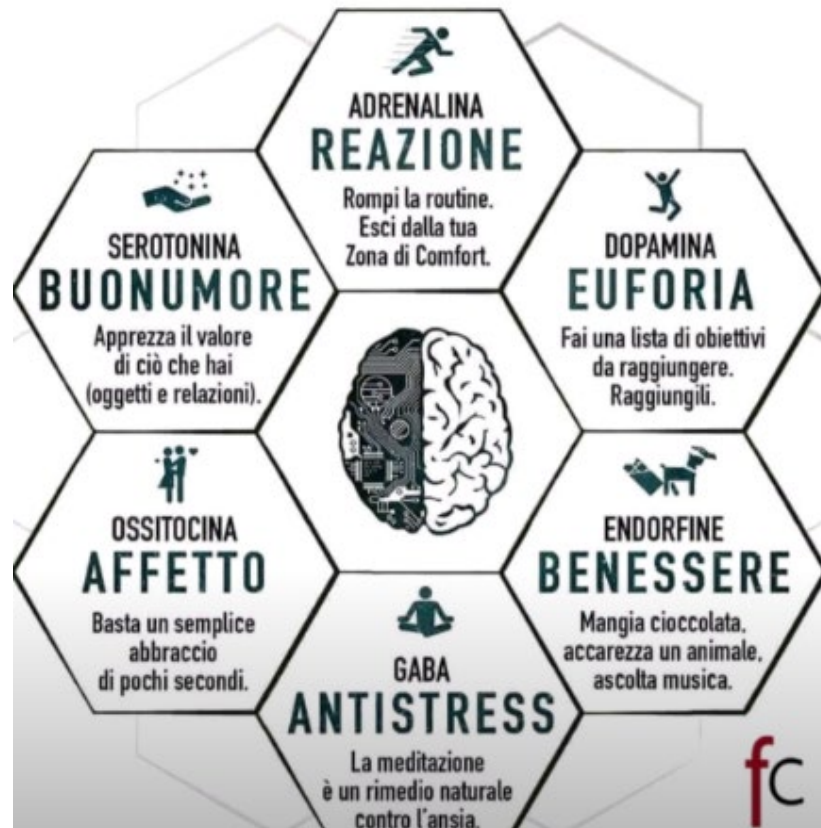 ADRENALINA
REAZIONE
Rompi la routine.
Esci dalla tua
Zona di Comfort.
SEROTONINA
BUONUMORE
Apprezza il valore
di ciò che hai
(oggetti e relazioni).
DOPAMINA
EUFORIA
Fai una lista di obiettivi
da raggiungere.
Raggiungili.
OSSITOCINA
AFFETTO
Basta un semplice
abbraccio
di pochi secondi.
ENDORFINE
BENESSERE
Mangia cioccolata,
accarezza un animale,
ascolta musica.
GABA
ANTISTRESS
La meditazione
è un rimedio naturale
contro l'ansia.
fc